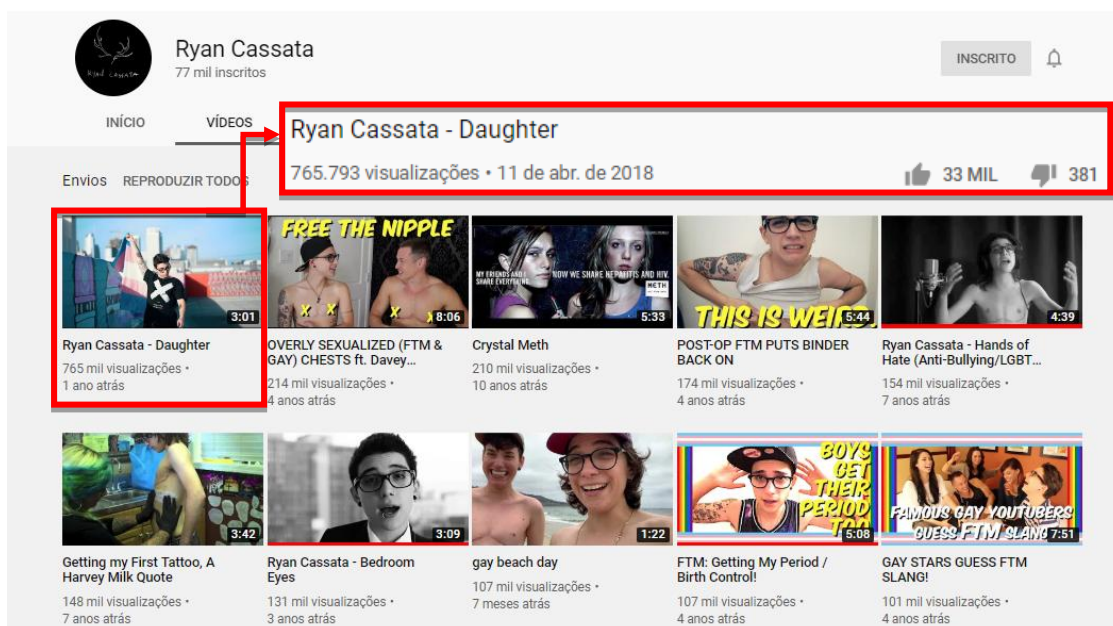 RYAN CASSATA
Ryan Cassata
77 mil inscritos
INSCRITO
INÍCIO VÍDEOS
Ryan Cassata - Daughter
765.793 visualizações • 11 de abr. de 2018
33 MIL 381
Envios REPRODUZIR TODOS
3:01
FREE THE NIPPLE
X X X
8:06
MY FRIENDS AND I SHARE EVERYTHING.
NOW WE SHARE HEPATITIS AND HIV.
METH
5:33
THIS IS WEIRD.
5:44
4:39
Ryan Cassata - Daughter
765 mil visualizações •
1 ano atrás
OVERLY SEXUALIZED (FTM &
GAY) CHESTS ft. Davey...
214 mil visualizações •
4 anos atrás
Crystal Meth
210 mil visualizações •
10 anos atrás
POST-OP FTM PUTS BINDER
BACK ON
174 mil visualizações •
4 anos atrás
Ryan Cassata - Hands of
Hate (Anti-Bullying/LGBT...
154 mil visualizações •
7 anos atrás
3:42
3:09
1:22
BOYS
GET
THEIR
PERIOD
TOO
5:08
FAMOUS GAY YOUTUBERS
GUESS FTM SLANG
7:51
Getting my First Tattoo, A
Harvey Milk Quote
148 mil visualizações •
7 anos atrás
Ryan Cassata - Bedroom
Eyes
131 mil visualizações •
3 anos atrás
gay beach day
107 mil visualizações •
7 meses atrás
FTM: Getting My Period /
Birth Control!
107 mil visualizações •
4 anos atrás
GAY STARS GUESS FTM
SLANG!
101 mil visualizações •
4 anos atrás